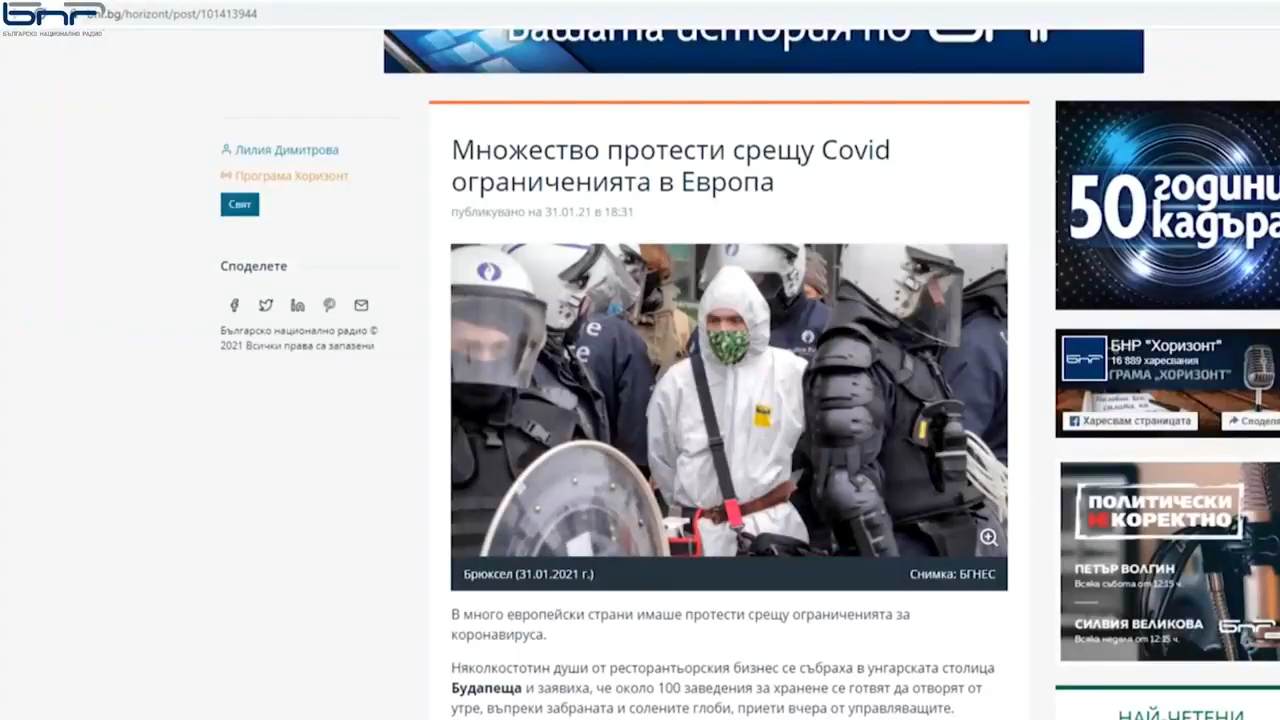 бнр
bnr.bg/horizont/post/101413944
БЪЛГАРСКО НАЦИОНАЛНО РАДИО
Вашата история по БНР
Лилия Димитрова
Програма Хоризонт
Свят
Споделете
Българско национално радио ©
2021 Всички права са запазени
Множество протести срещу Covid
ограниченията в Европа
публикувано на 31.01.21 в 18:31
Брюксел (31.01.2021 г.)
Снимка: БГНЕС
В много европейски страни имаше протести срещу ограниченията за
коронавируса.
Няколкостотин души от ресторантьорския бизнес се събраха в унгарската столица
Будапеща и заявиха, че около 100 заведения за хранене се готвят да отворят от
утре, въпреки забраната и солените глоби, приети вчера от управляващите.
50 години
кадъра
бнр
БНР "Хоризонт"
16 889 харесвания
ГРАМА „ХОРИЗОНТ"
Харесвам страницата
Споделя
ПОЛИТИЧЕСКИ
НЕКОРЕКТНО
ПЕТЪР ВОЛГИН
Всяка събота от 12:15 ч.
СИЛВИЯ ВЕЛИКОВА
Всяка неделя от 12:15 ч.
бнр
НАЙ-ЧЕТЕНИ